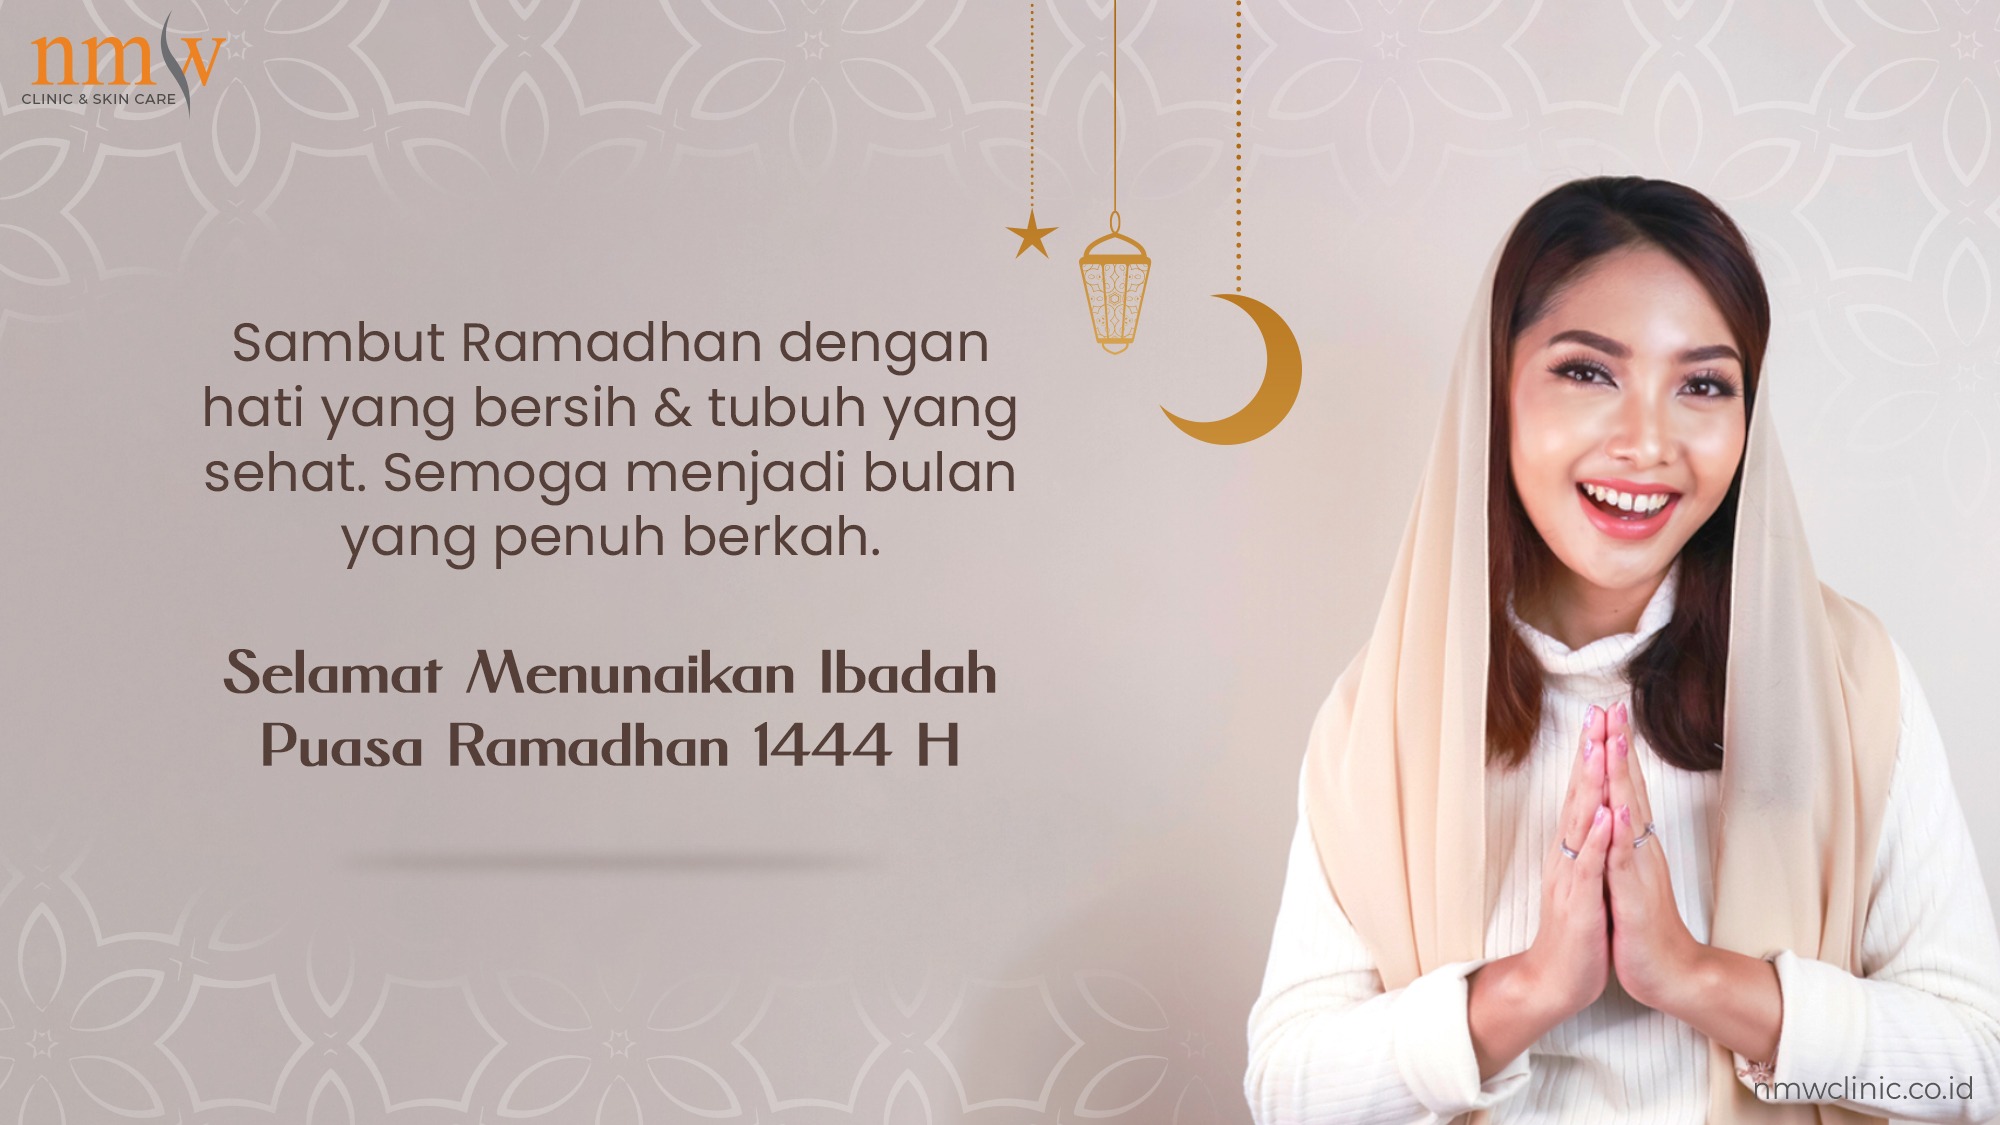 nmw
CLINIC & SKIN CARE
Sambut Ramadhan dengan
hati yang bersih & tubuh yang
sehat. Semoga menjadi bulan
yang penuh berkah.
Selamat Menunaikan Ibadah
Puasa Ramadhan 1444 H
nmwclinic.co.id